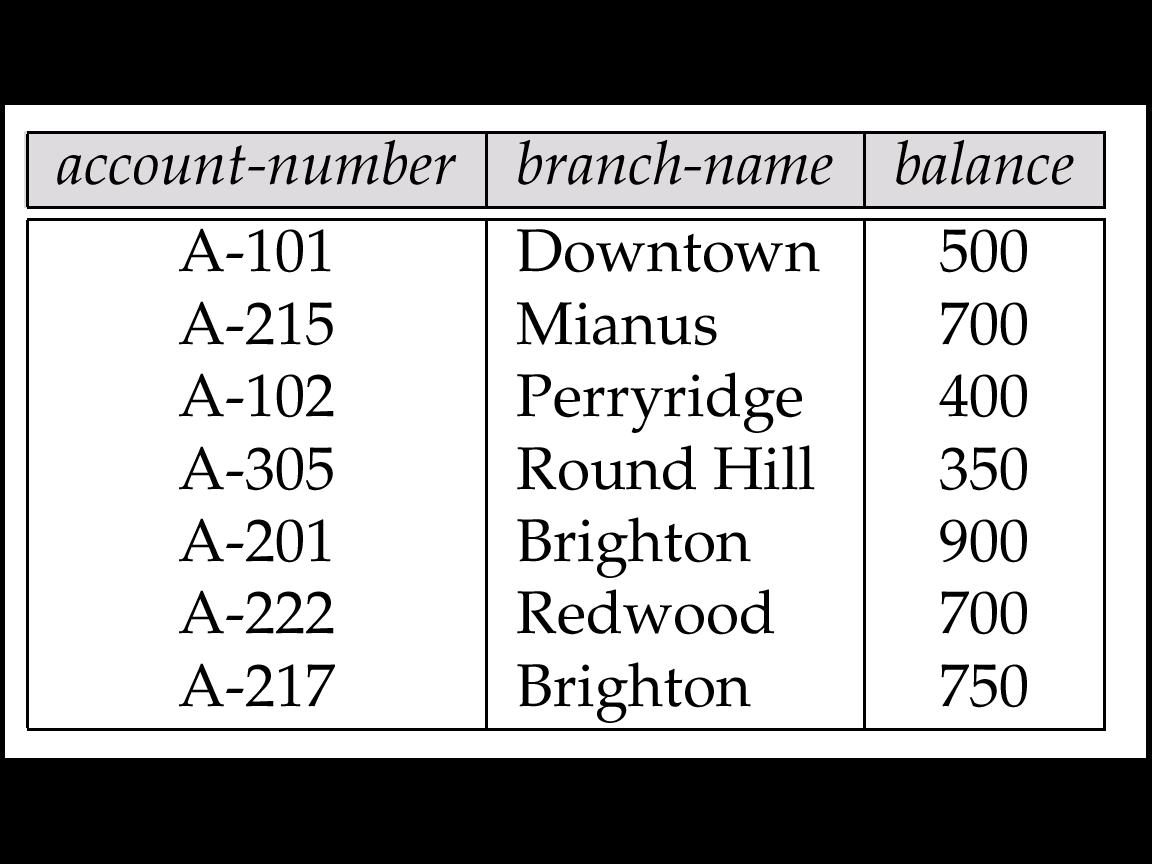 account-number branch-name balance
A-101 Downtown 500
A-215 Mianus 700
A-102 Perryridge 400
A-305 Round Hill 350
A-201 Brighton 900
A-222 Redwood 700
A-217 Brighton 750